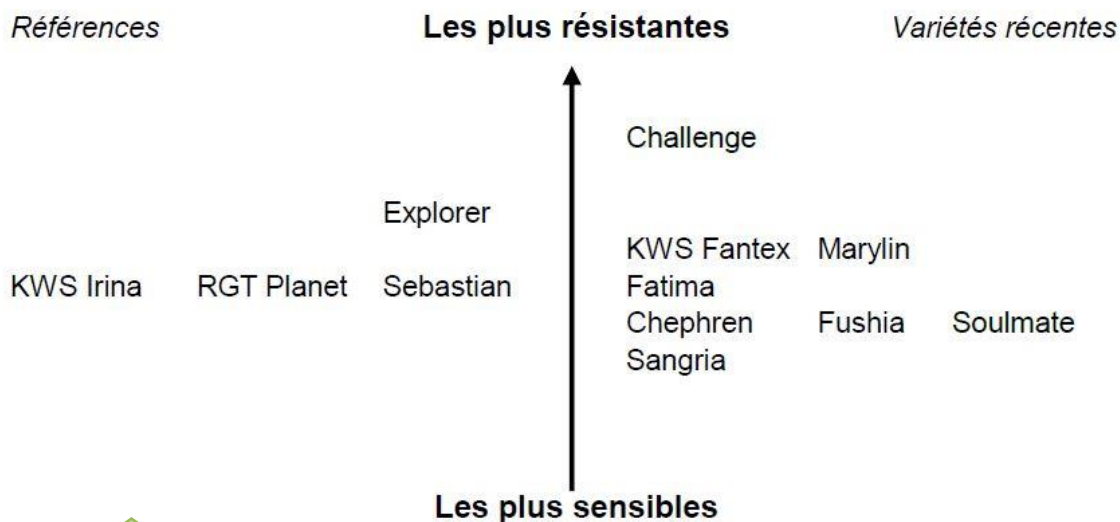 Références Les plus résistantes Variétés récentes
Challenge
Explorer
KWS Fantex Marylin
KWS Irina RGT Planet Sebastian Fatima
Chephren Fushia Soulmate
Sangria
Les plus sensibles